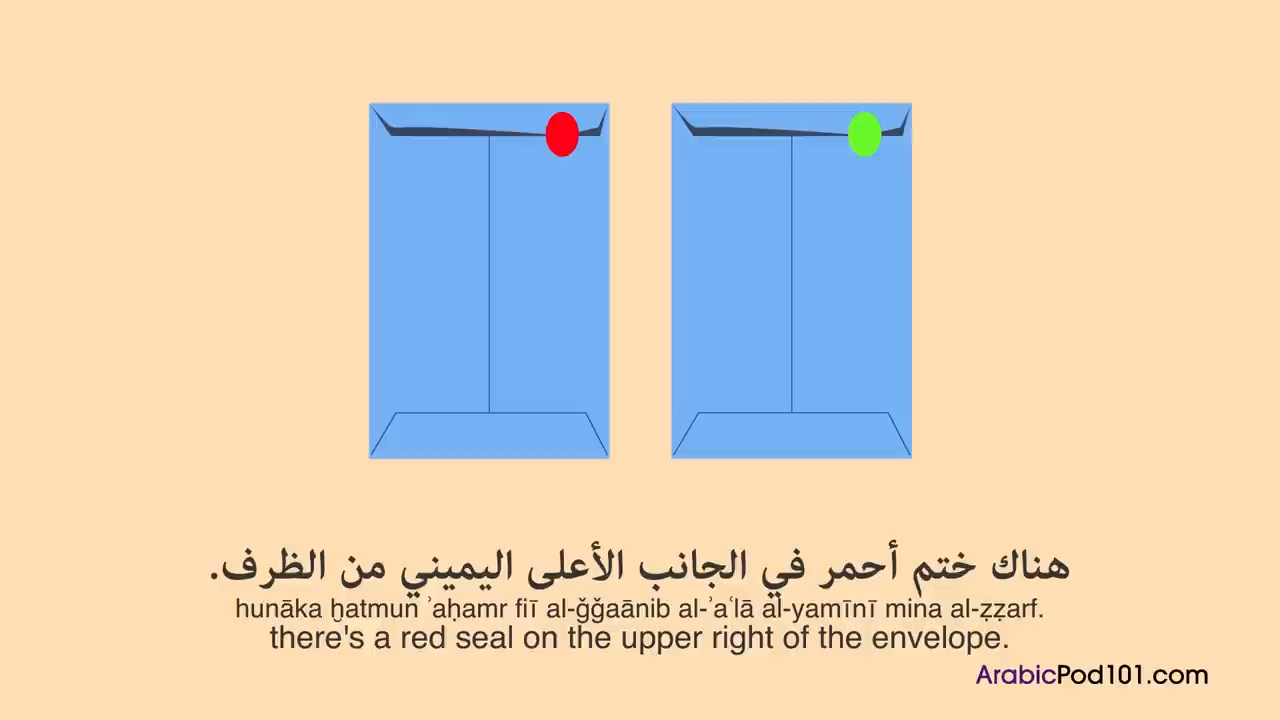 هناك ختم أحمر في الجانب الأعلى اليميني من الظرف.
hunāka ḫatmun ʾaḥamr fiī al-ǧǧaānib al-ʾaʿlā al-yamīnī mina al-ẓẓarf.
there's a red seal on the upper right of the envelope.
ArabicPod101.com